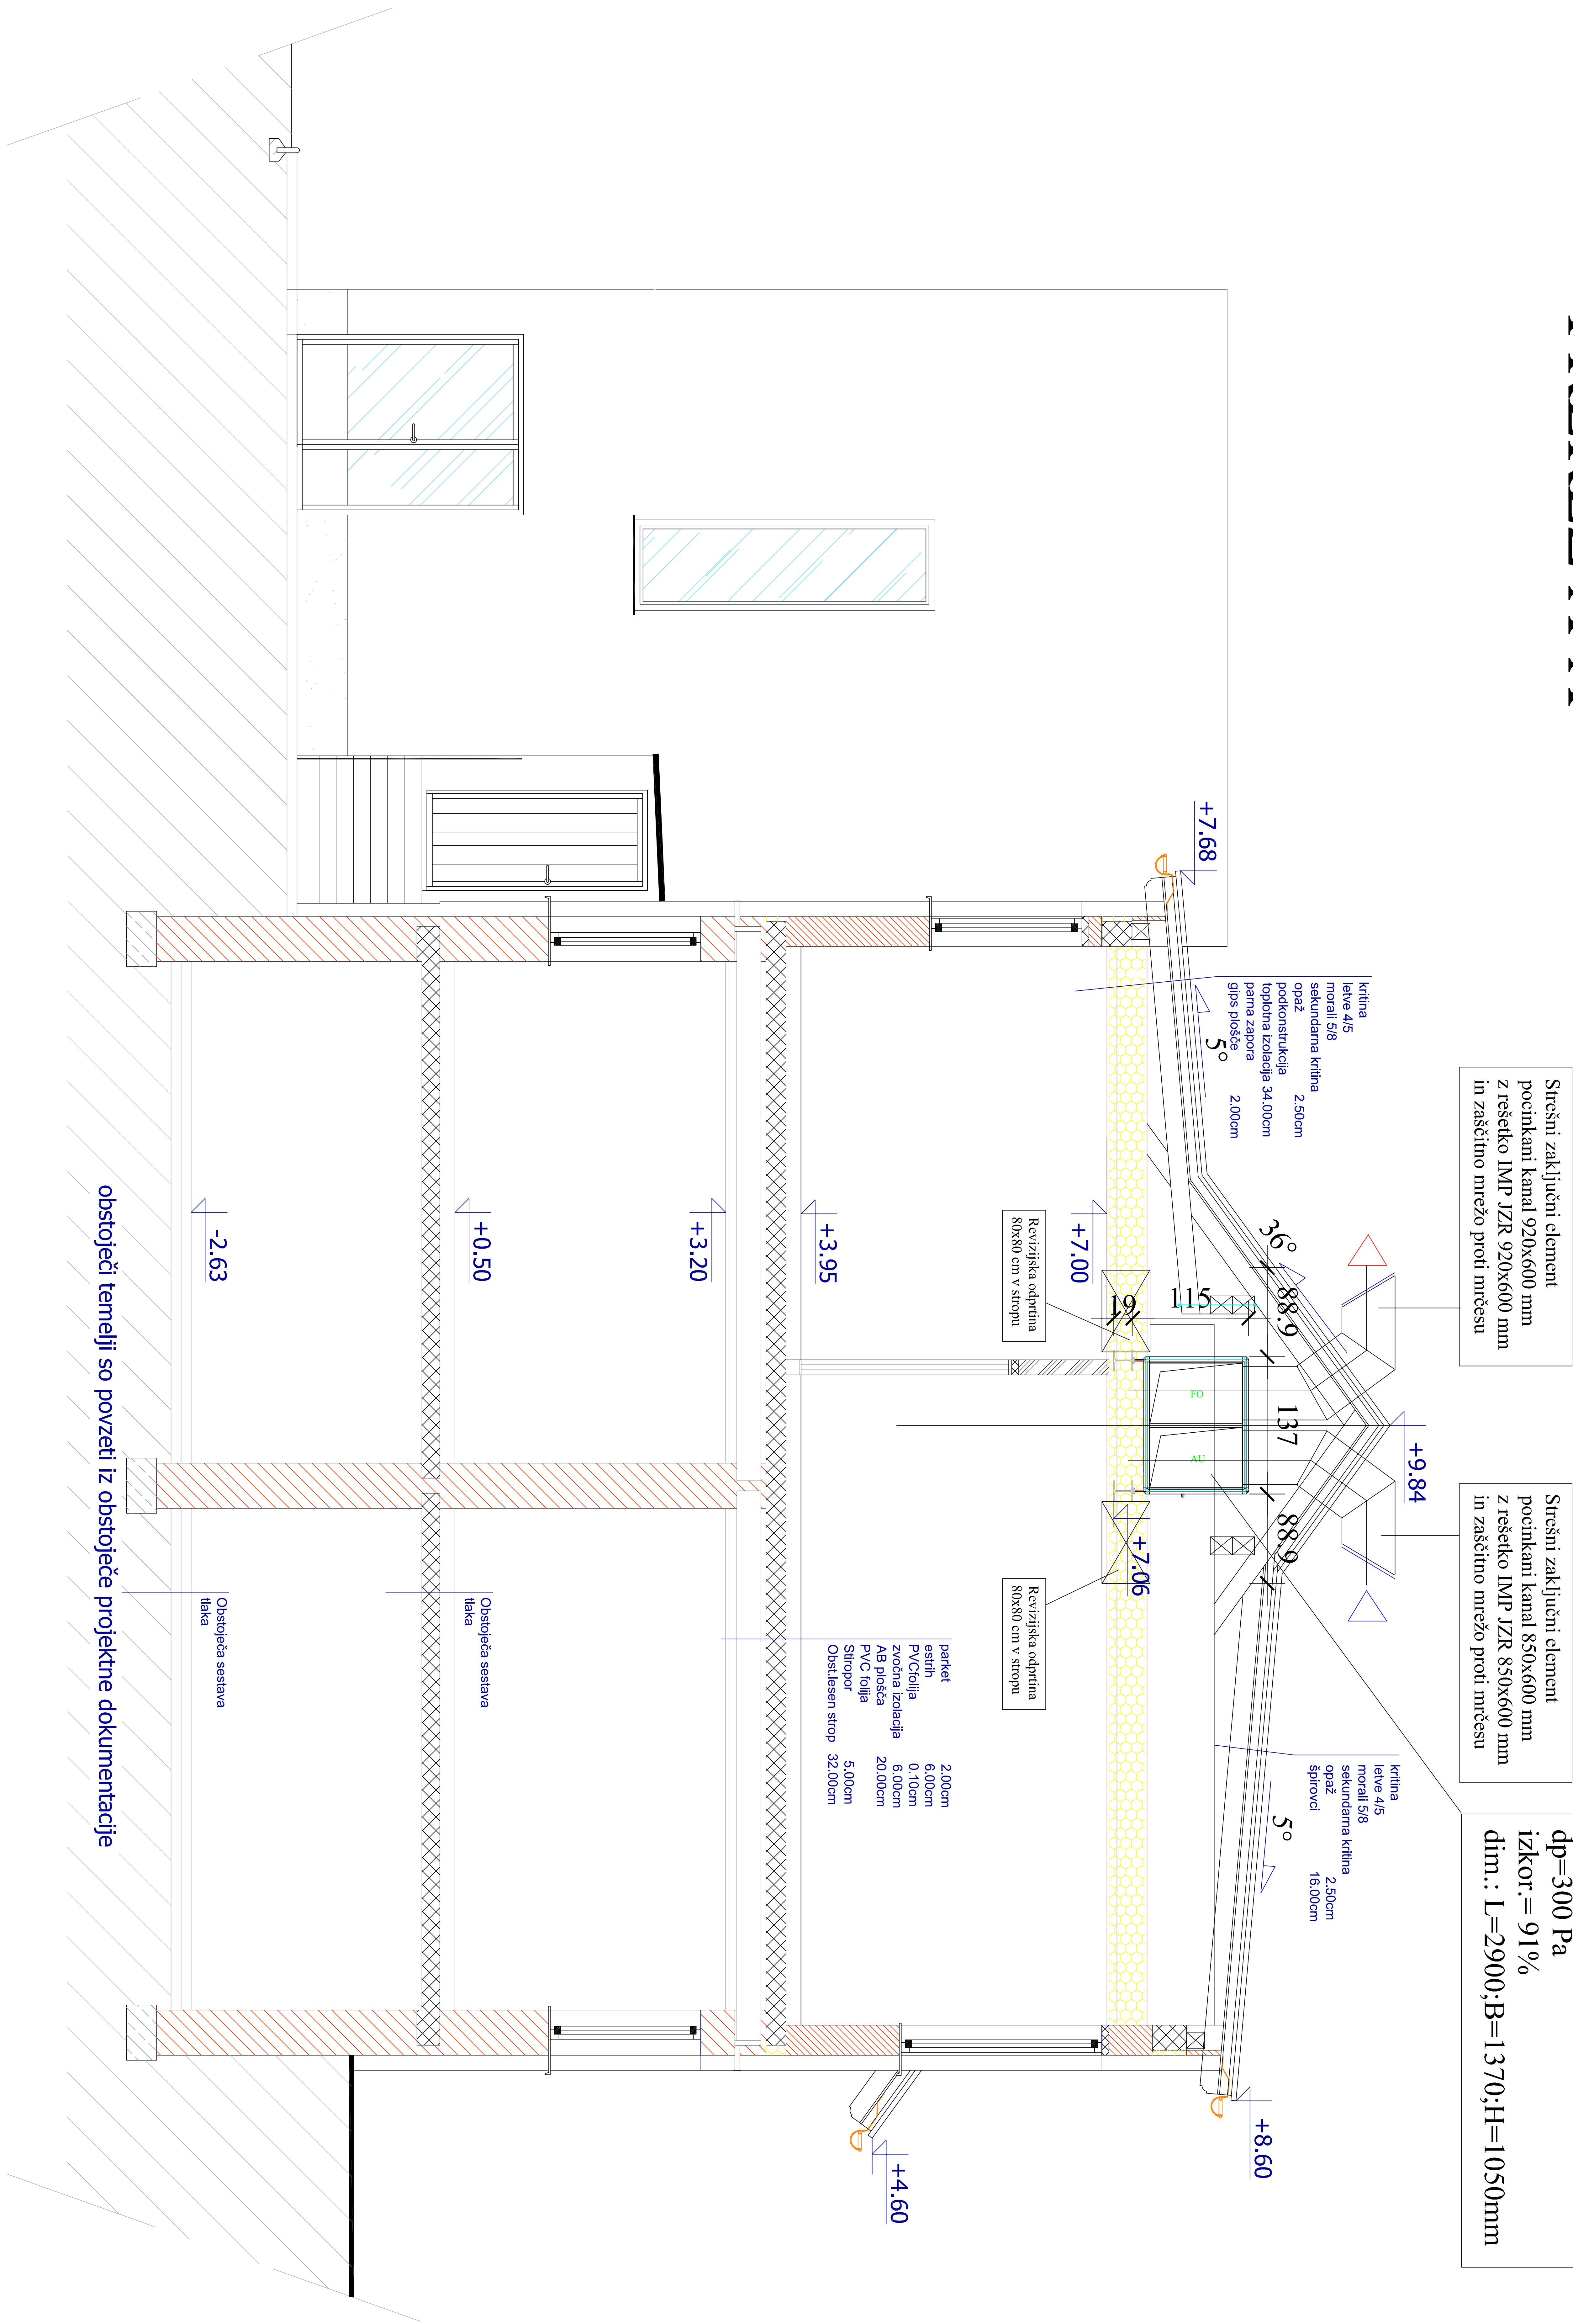 Strešni zaključni element
pocinkani kanal 920x600 mm
z rešetko IMP JZR 920x600 mm
in zaščitno mrežo proti mrčesu
Strešni zaključni element
pocinkani kanal 850x600 mm
z rešetko IMP JZR 850x600 mm
in zaščitno mrežo proti mrčesu
dp=300 Pa
izkor.= 91%
dim.: L=2900;B=1370;H=1050mm
+9.84
+7.68
kritina
letve 4/5
morali 5/8
sekundarna kritina
opaž 2.50cm
podkonstrukcija
toplotna izolacija 34.00cm
parna zapora
gips plošče 2.00cm
5°
36°
88.9
137
88.9
115
19
FO
AU
kritina
letve 4/5
morali 5/8
sekundarna kritina
opaž 2.50cm
špirovci 16.00cm
5°
+8.60
+7.00
+7.06
Revizijska odprtina
80x80 cm v stropu
Revizijska odprtina
80x80 cm v stropu
parket 2.00cm
estrih 6.00cm
PVCfolija 0.10cm
zvočna izolacija 6.00cm
AB plošča 20.00cm
PVC folija
Stiropor 5.00cm
Obst.lesen strop 32.00cm
+4.60
+3.95
+3.20
+0.50
Obstoječa sestava
tlaka
-2.63
Obstoječa sestava
tlaka
obstoječi temelji so povzeti iz obstoječe projektne dokumentacije